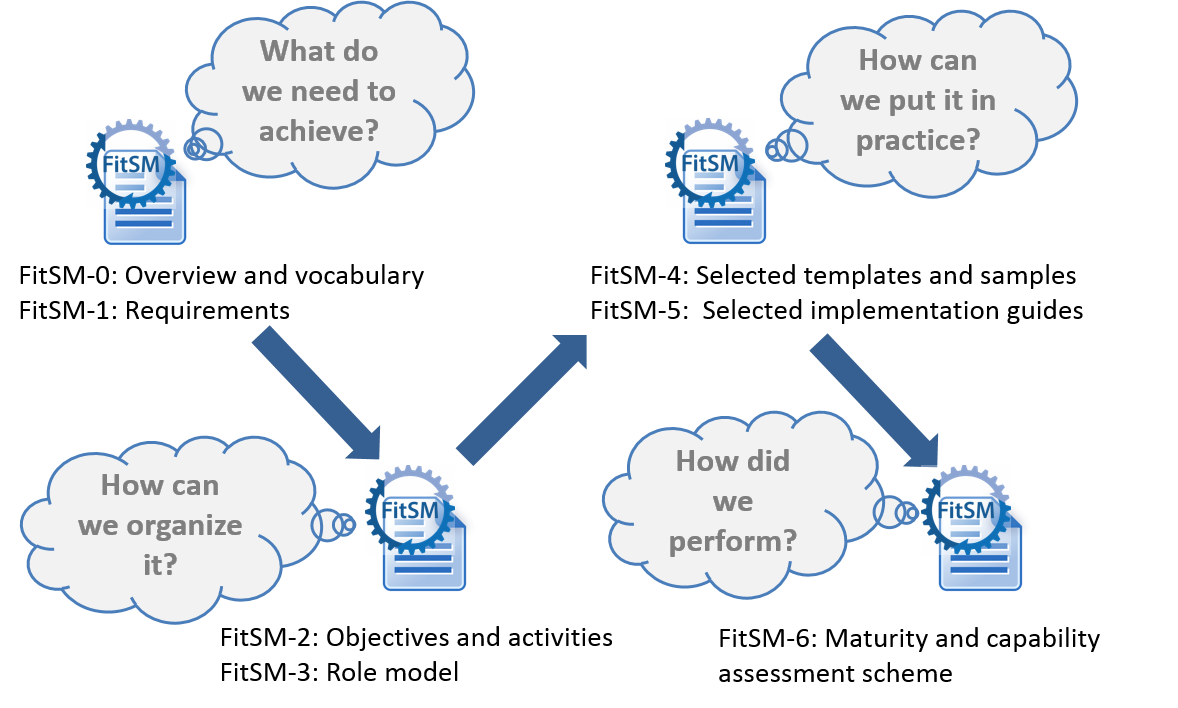 What do
we need to
achieve?
FitSM
FitSM-0: Overview and vocabulary
FitSM-1: Requirements
How can
we put it in
practice?
FitSM
FitSM-4: Selected templates and samples
FitSM-5:  Selected implementation guides
How can
we organize
it?
FitSM
FitSM-2: Objectives and activities
FitSM-3: Role model
How did
we
perform?
FitSM
FitSM-6: Maturity and capability
assessment scheme